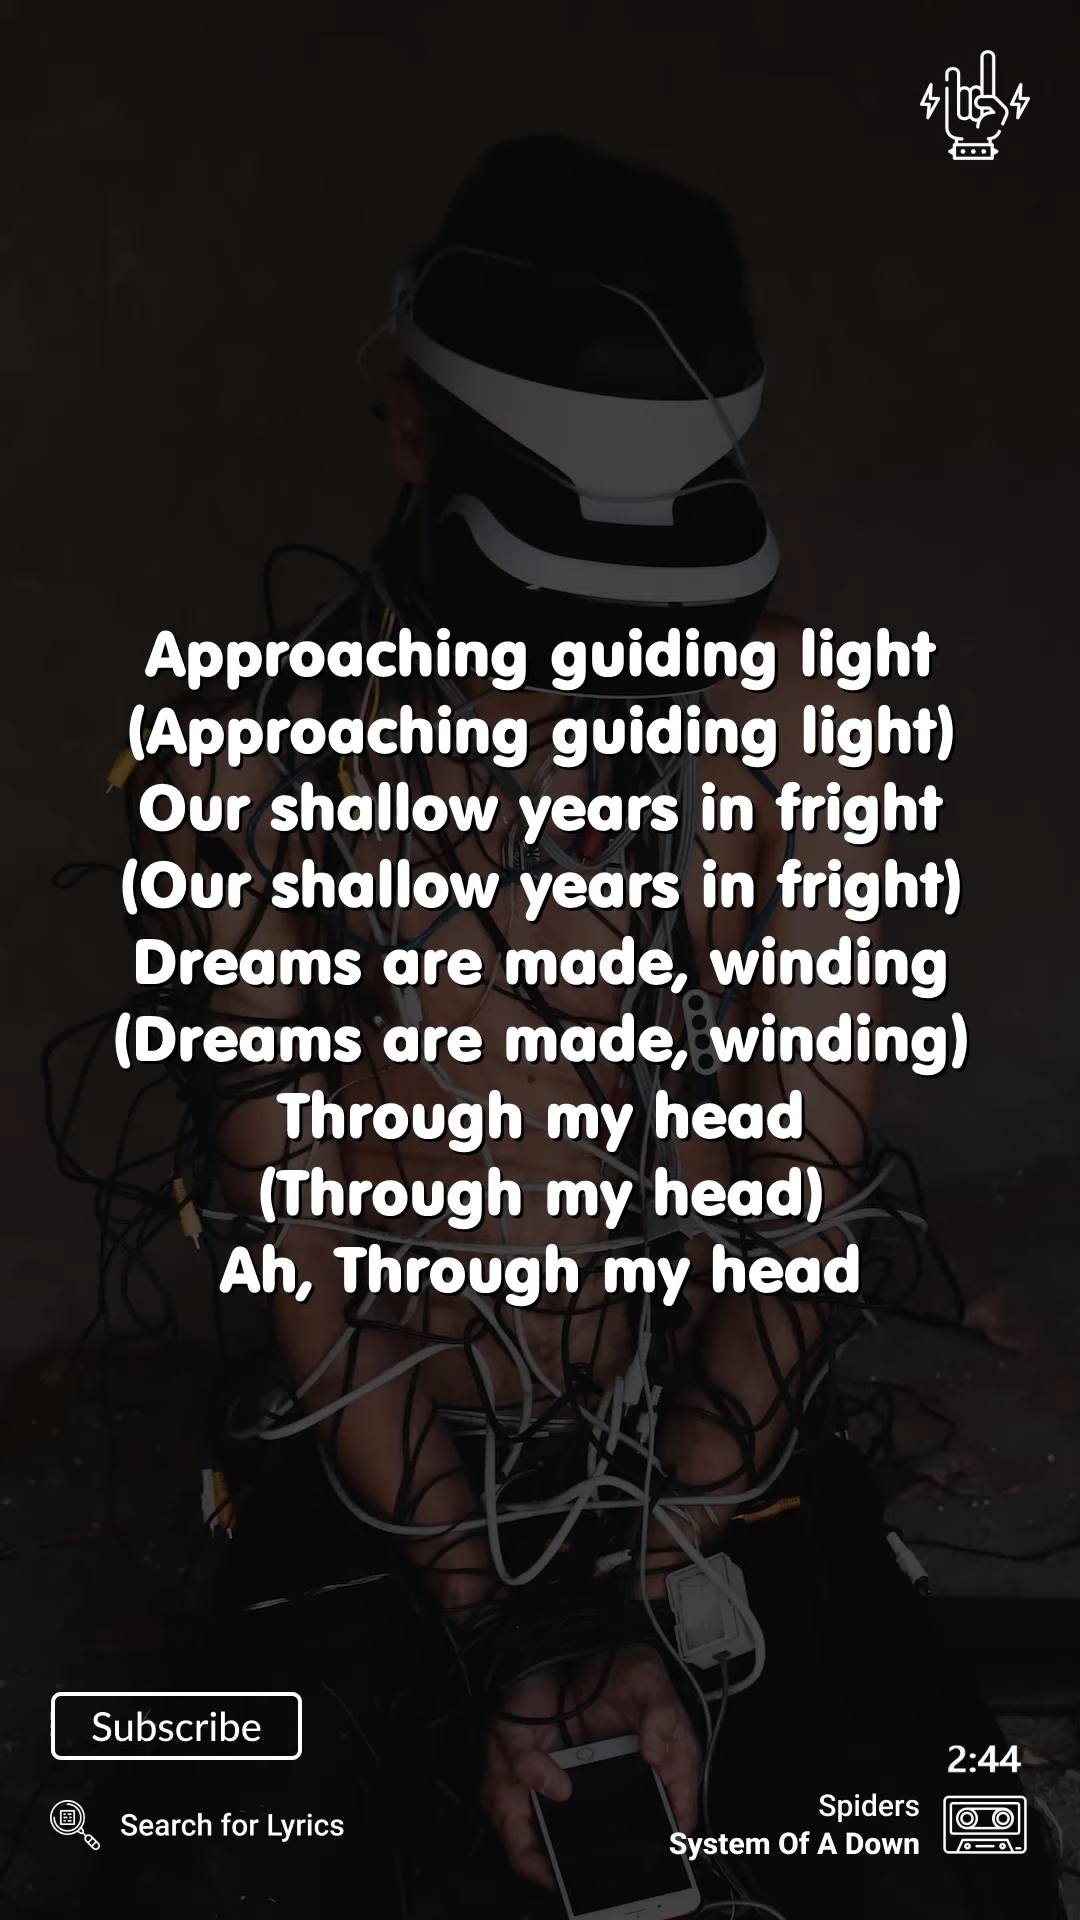 Approaching guiding light
(Approaching guiding light)
Our shallow years in fright
(Our shallow years in fright)
Dreams are made, winding
(Dreams are made, winding)
Through my head
(Through my head)
Ah, Through my head
Subscribe
2:44
Search for Lyrics
Spiders
System Of A Down